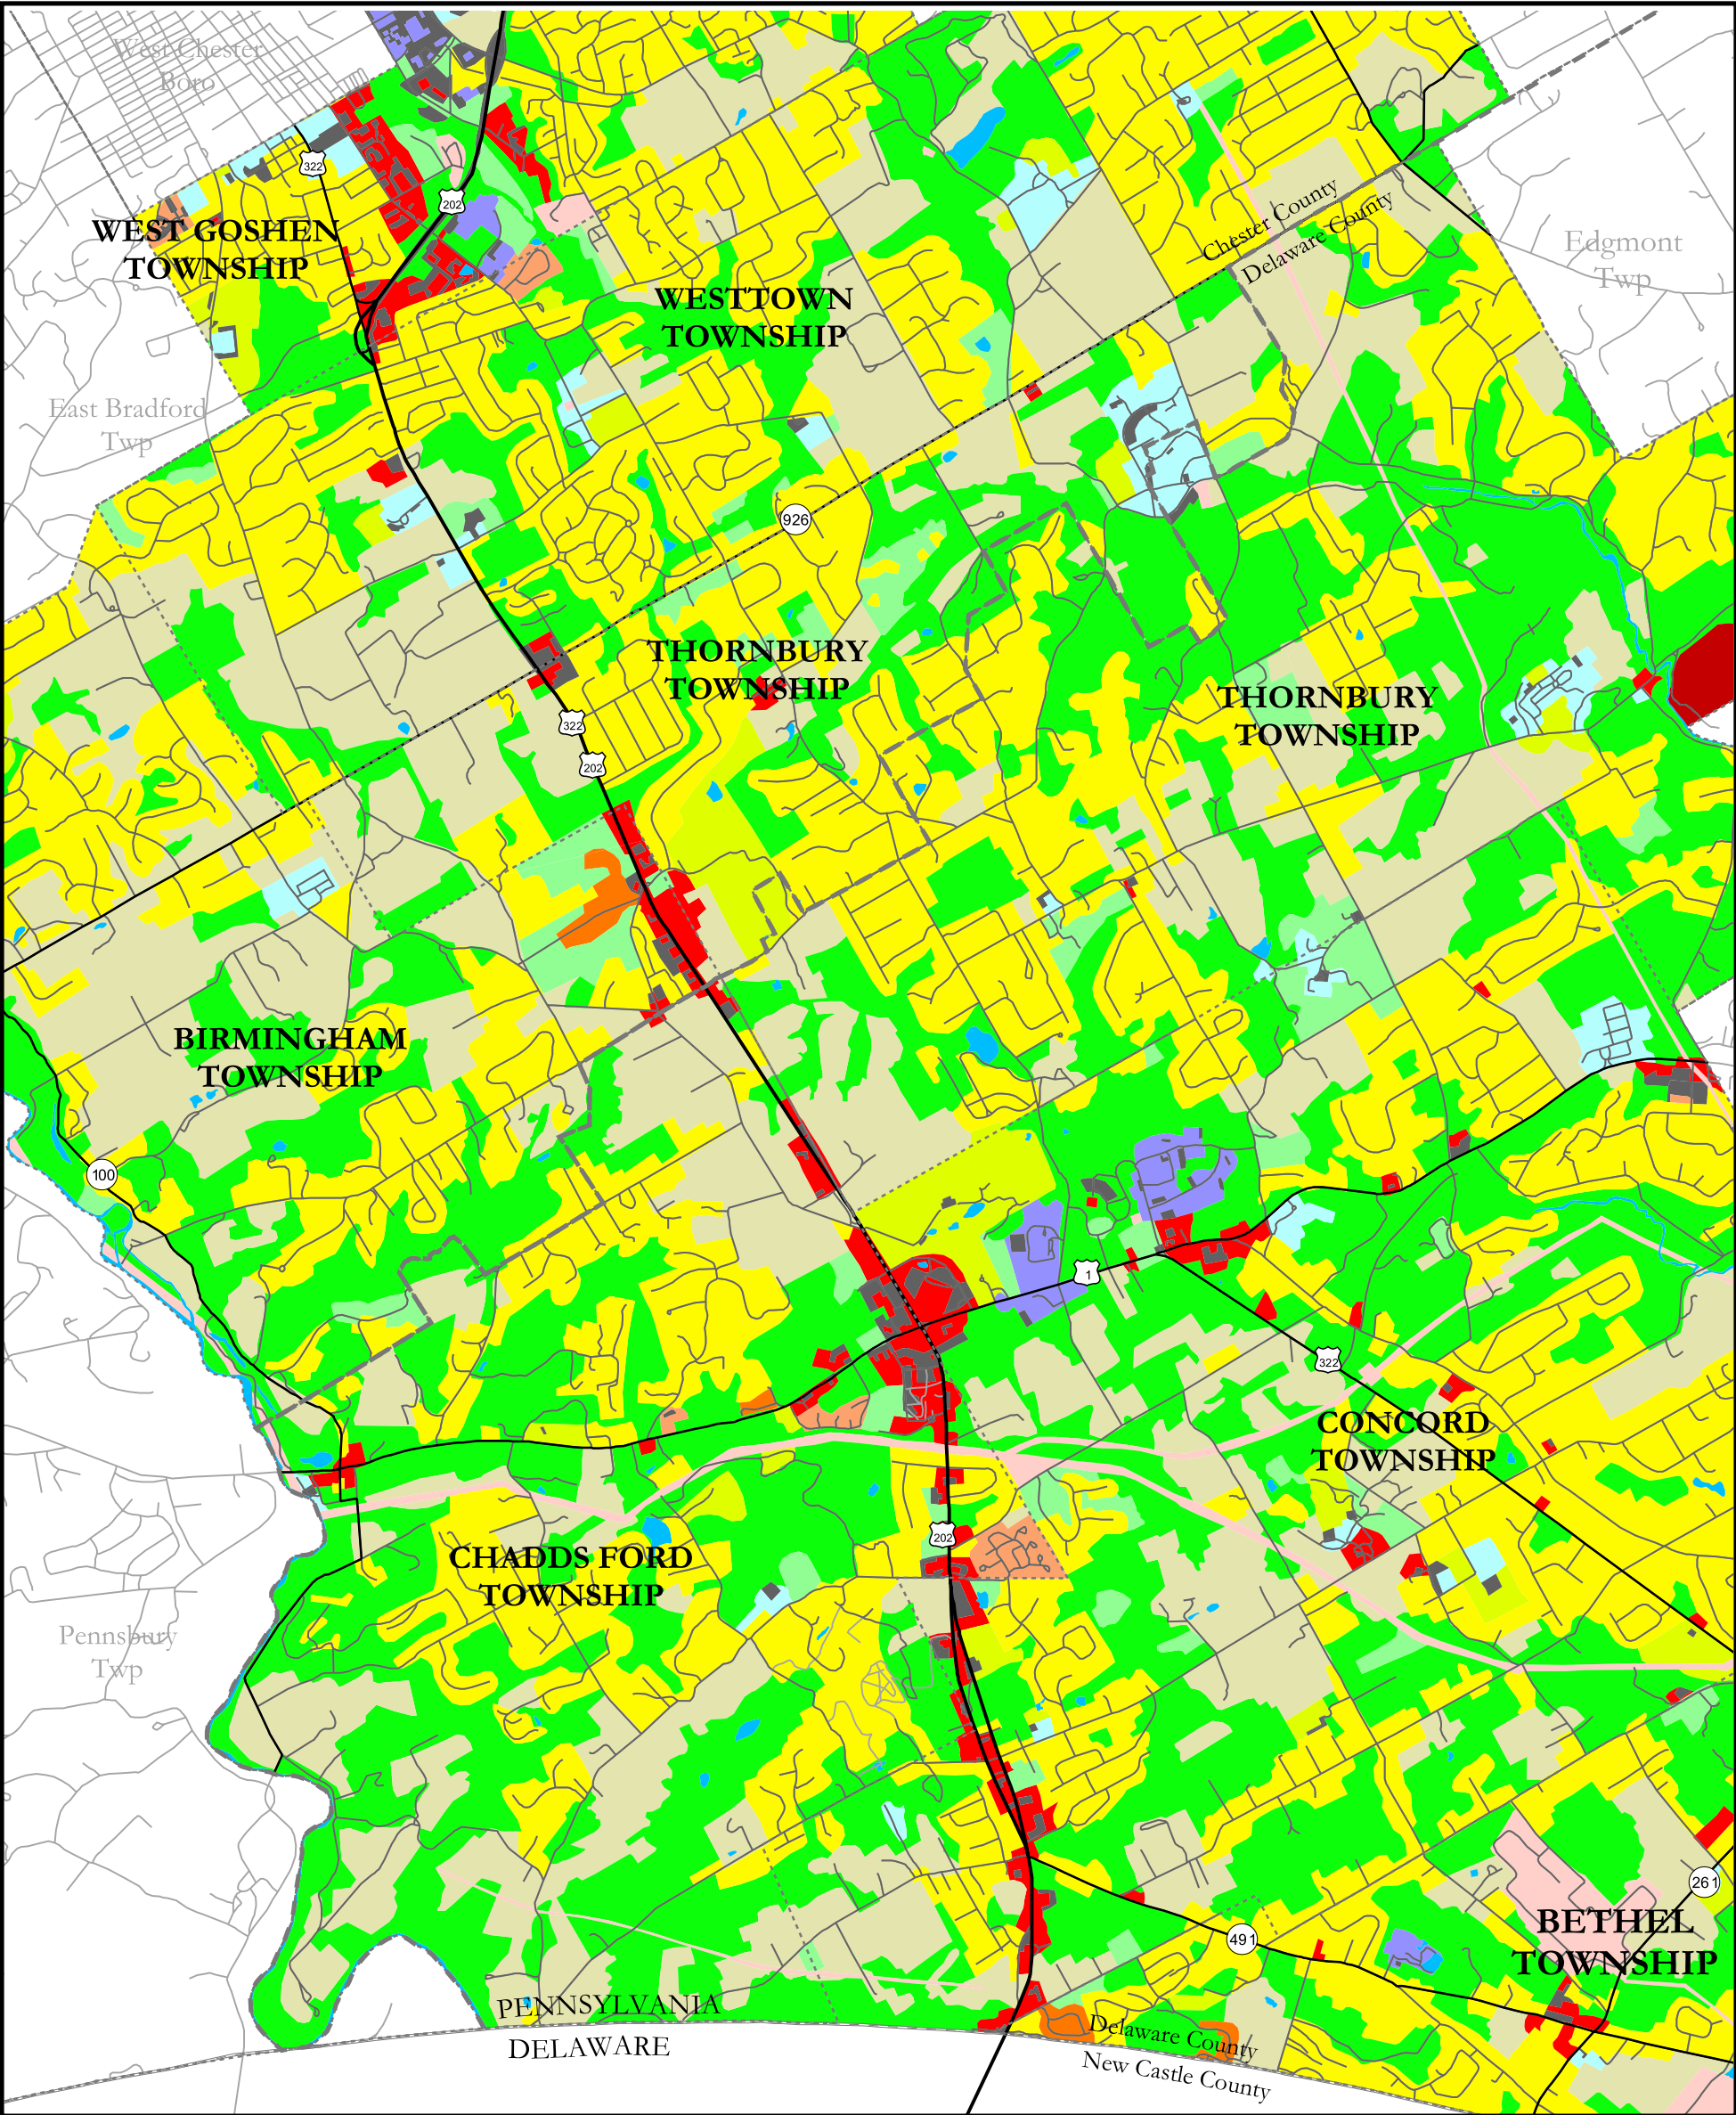 West Chester
Boro
322
202
WEST GOSHEN
TOWNSHIP
Chester County
Delaware County
Edgmont
Twp
WESTTOWN
TOWNSHIP
East Bradford
Twp
926
THORNBURY
TOWNSHIP
THORNBURY
TOWNSHIP
322
202
BIRMINGHAM
TOWNSHIP
100
1
322
CONCORD
TOWNSHIP
202
CHADDS FORD
TOWNSHIP
Pennsbury
Twp
261
BETHEL
TOWNSHIP
491
PENNSYLVANIA
DELAWARE
Delaware County
New Castle County